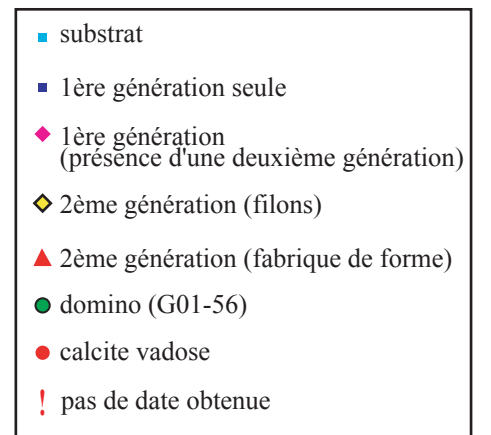 substrat
1ère génération seule
1ère génération
(présence d'une deuxième génération)
2ème génération (filons)
2ème génération (fabrique de forme)
domino (G01-56)
calcite vadose
! pas de date obtenue